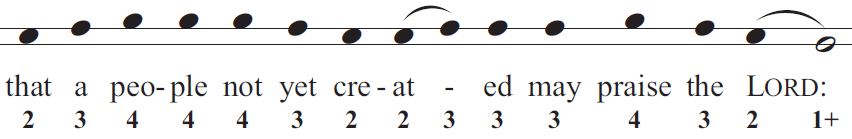 that a peo-ple not yet cre-at - ed may praise the LORD:
2 3 4 4 4 3 2 2 3 3 3 4 3 2 1+